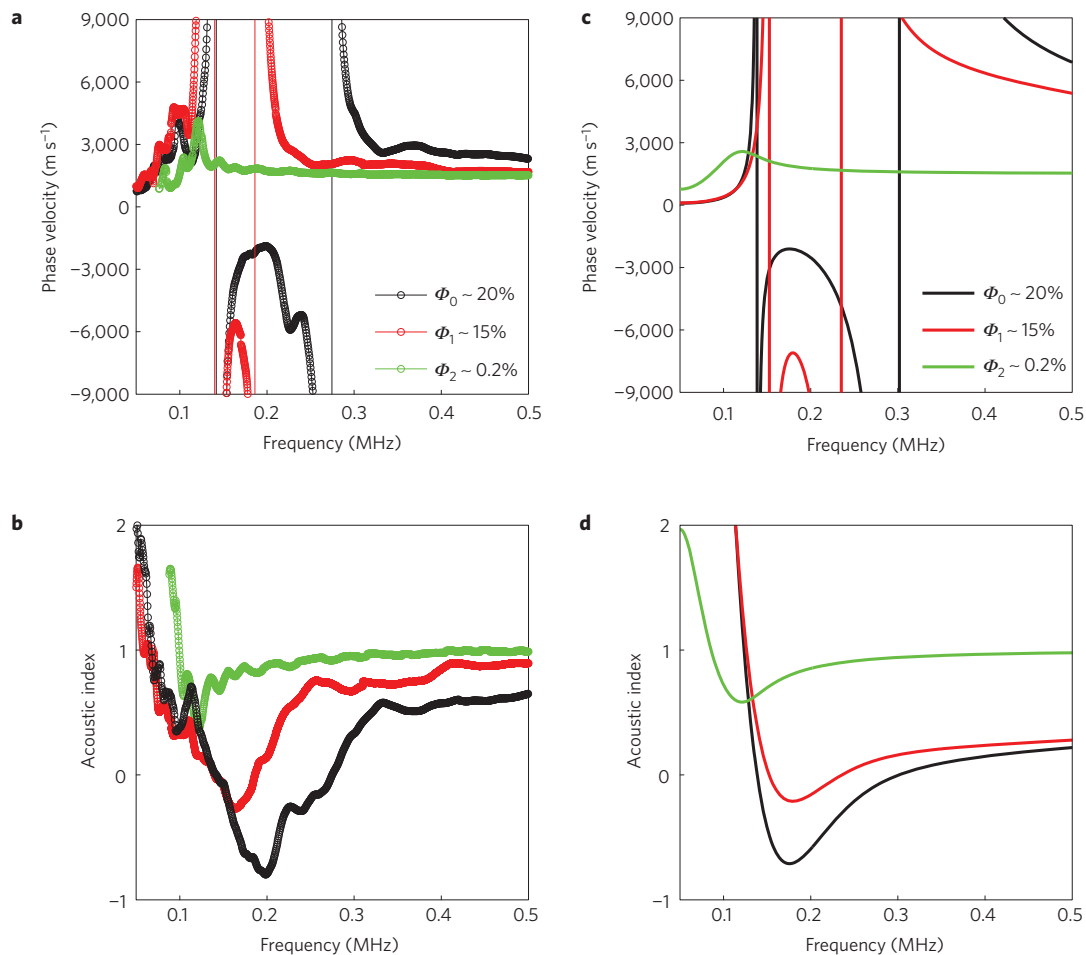 a
9,000
6,000
3,000
0
−3,000
−6,000
−9,000
Phase velocity (m s−1)
0.1 0.2 0.3 0.4 0.5
Frequency (MHz)
Φ0 ~ 20%
Φ1 ~ 15%
Φ2 ~ 0.2%
c
9,000
6,000
3,000
0
−3,000
−6,000
−9,000
Phase velocity (m s−1)
0.1 0.2 0.3 0.4 0.5
Frequency (MHz)
Φ0 ~ 20%
Φ1 ~ 15%
Φ2 ~ 0.2%
b
2
1
0
−1
Acoustic index
0.1 0.2 0.3 0.4 0.5
Frequency (MHz)
d
2
1
0
−1
Acoustic index
0.1 0.2 0.3 0.4 0.5
Frequency (MHz)